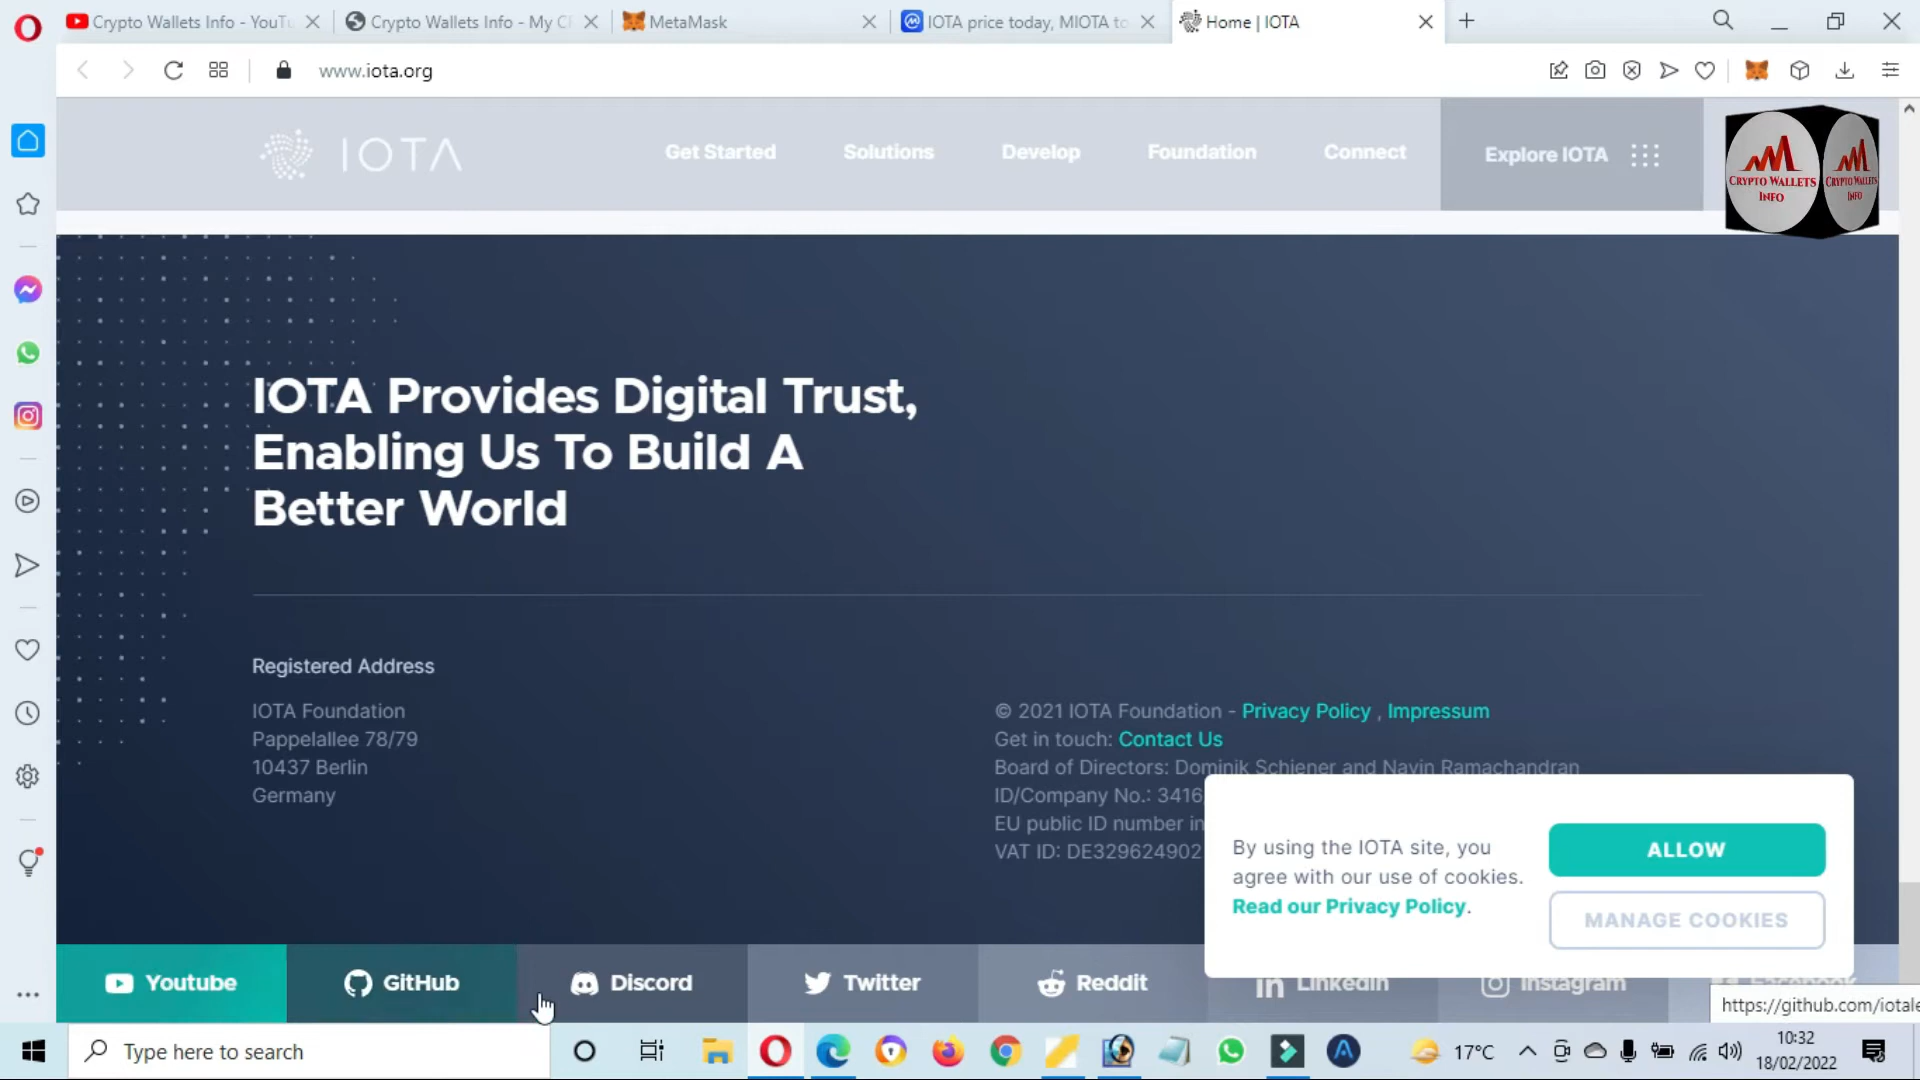 Crypto Wallets Info - YouTu
Crypto Wallets Info - My C
MetaMask
IOTA price today, MIOTA to
Home | IOTA
www.iota.org
IOTA
Get Started
Solutions
Develop
Foundation
Connect
Explore IOTA
CRYPTO WALLETS
INFO
CRYPTO WALLETS
INFO
IOTA Provides Digital Trust,
Enabling Us To Build A
Better World
Registered Address
IOTA Foundation
Pappelallee 78/79
10437 Berlin
Germany
© 2021 IOTA Foundation - Privacy Policy , Impressum
Get in touch: Contact Us
Board of Directors: Dominik Schiener and Navin Ramachandran
ID/Company No.: 3416
EU public ID number in
VAT ID: DE329624902
By using the IOTA site, you
agree with our use of cookies.
Read our Privacy Policy.
ALLOW
MANAGE COOKIES
Youtube
GitHub
Discord
Twitter
Reddit
LinkedIn
Instagram
Facebook
https://github.com/iotale
Type here to search
17°C
10:32
18/02/2022